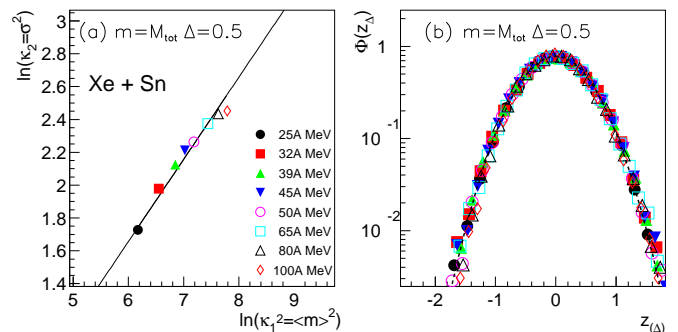 (a) m=M_tot Δ=0.5
ln(κ₂=σ²)
3
2.8
2.6
2.4
2.2
2
1.8
1.6
1.4
Xe + Sn
25A MeV
32A MeV
39A MeV
45A MeV
50A MeV
65A MeV
80A MeV
100A MeV
5 6 7 8 9
ln(κ₁²=<m>²)
(b) m=M_tot Δ=0.5
Φ(z_Δ)
1
10⁻¹
10⁻²
-2 -1 0 1
z_(Δ)